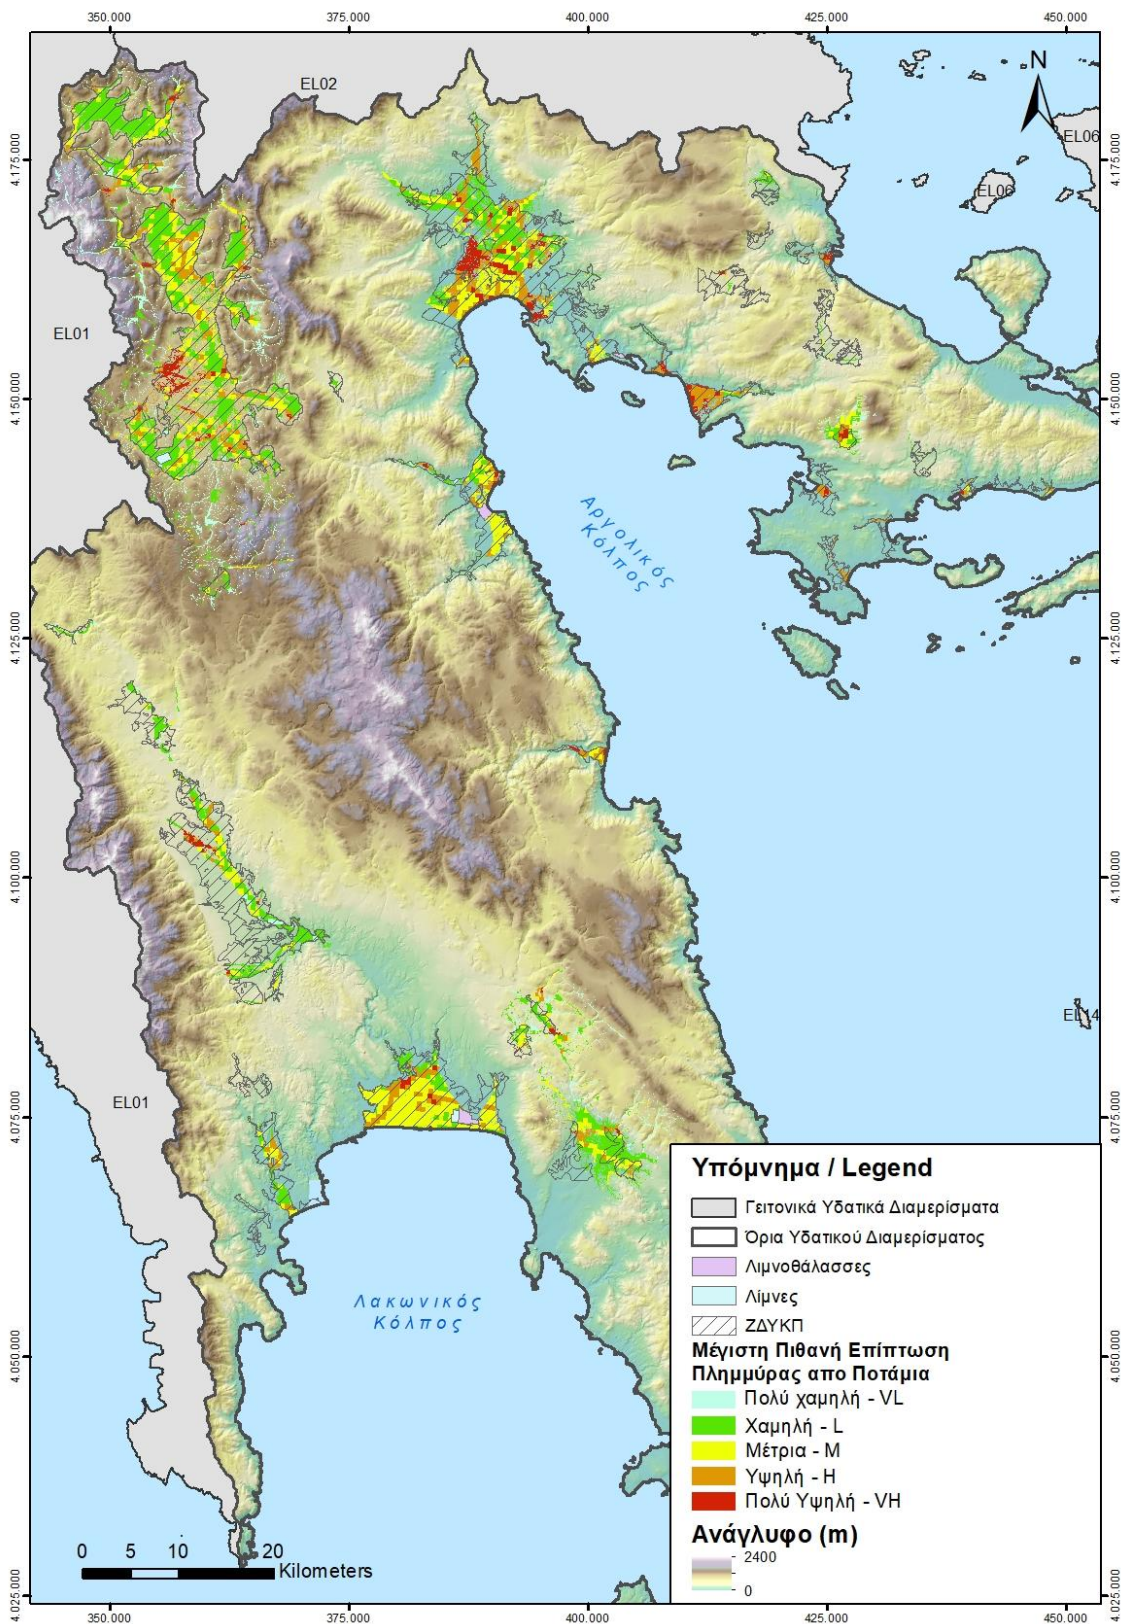 350.000 375.000 400.000 425.000 450.000
N
EL02
EL06
4.175.000 4.175.000
EL06
EL01
4.150.000 4.150.000
Αργολικός
Κόλπος
4.125.000 4.125.000
4.100.000 4.100.000
EL14
EL01
4.075.000 4.075.000
Υπόμνημα / Legend
Γειτονικά Υδατικά Διαμερίσματα
Όρια Υδατικού Διαμερίσματος
Λιμνοθάλασσες
Λίμνες
ΖΔΥΚΠ
Μέγιστη Πιθανή Επίπτωση
Πλημμύρας απο Ποτάμια
Πολύ χαμηλή - VL
Χαμηλή - L
Μέτρια - M
Υψηλή - H
Πολύ Υψηλή - VH
Ανάγλυφο (m)
2400
0
Λακωνικός
Κόλπος
4.050.000 4.050.000
0 5 10 20
Kilometers
4.025.000 4.025.000
350.000 375.000 400.000 425.000 450.000